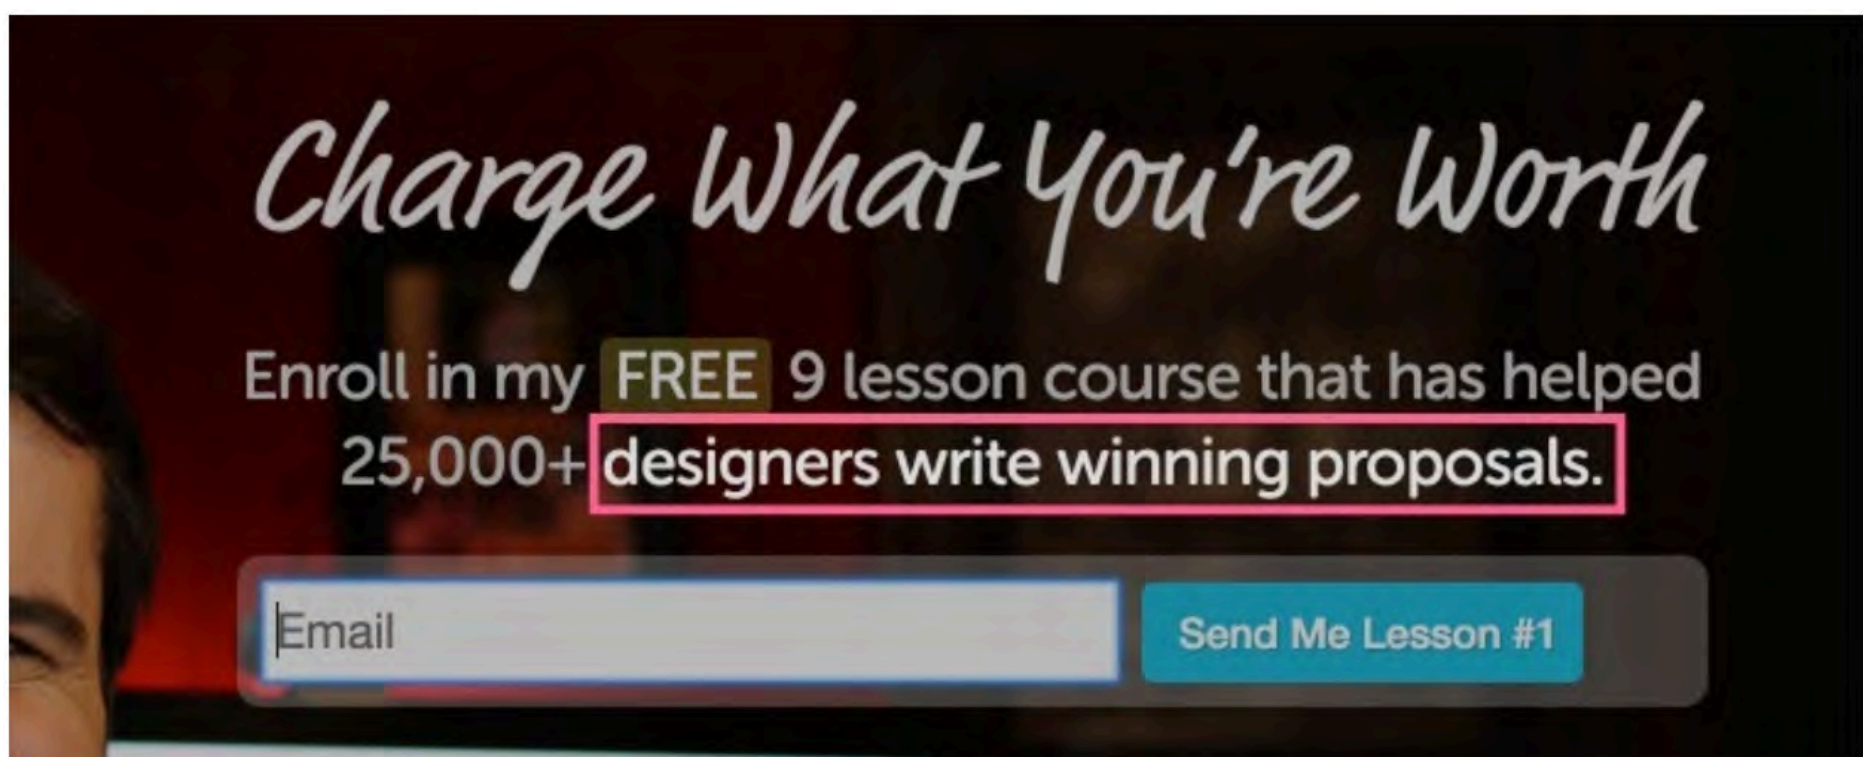 Charge What You're Worth
Enroll in my FREE 9 lesson course that has helped
25,000+ designers write winning proposals.
Email
Send Me Lesson #1